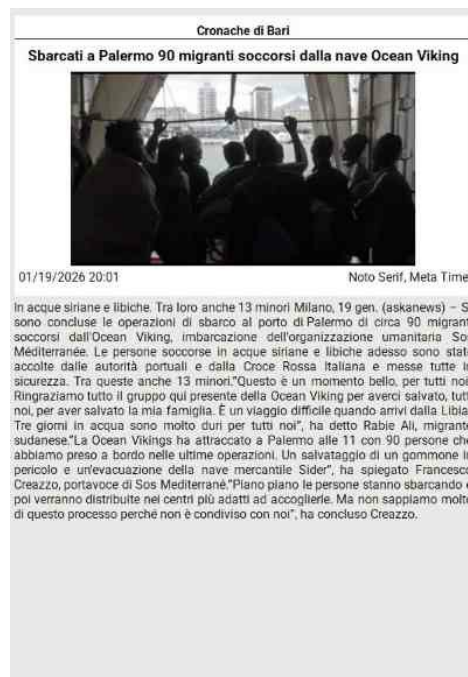 Cronache di Bari
Sbarcati a Palermo 90 migranti soccorsi dalla nave Ocean Viking
01/19/2026 20:01 Noto Serif, Meta Time
In acque siriane e libiche. Tra loro anche 13 minori Milano, 19 gen. (askanews) – S
sono concluse le operazioni di sbarco al porto di Palermo di circa 90 migrant
soccorsi dall'Ocean Viking, imbarcazione dell'organizzazione umanitaria So
Méditerranée. Le persone soccorse in acque siriane e libiche adesso sono stat
accolte dalle autorità portuali e dalla Croce Rossa Italiana e messe tutte i
sicurezza. Tra queste anche 13 minori."Questo è un momento bello, per tutti noi
Ringraziamo tutto il gruppo qui presente della Ocean Viking per averci salvato, tutt
noi, per aver salvato la mia famiglia. È un viaggio difficile quando arrivi dalla Libia
Tre giorni in acqua sono molto duri per tutti noi", ha detto Rabie Ali, migrant
sudanese."La Ocean Vikings ha attraccato a Palermo alle 11 con 90 persone che
abbiamo preso a bordo nelle ultime operazioni. Un salvataggio di un gommone i
pericolo e un'evacuazione della nave mercantile Sider", ha spiegato Francesc
Creazzo, portavoce di Sos Mediterrané."Piano piano le persone stanno sbarcando e
poi verranno distribuite nei centri più adatti ad accoglierle. Ma non sappiamo molt
di questo processo perché non è condiviso con noi", ha concluso Creazzo.